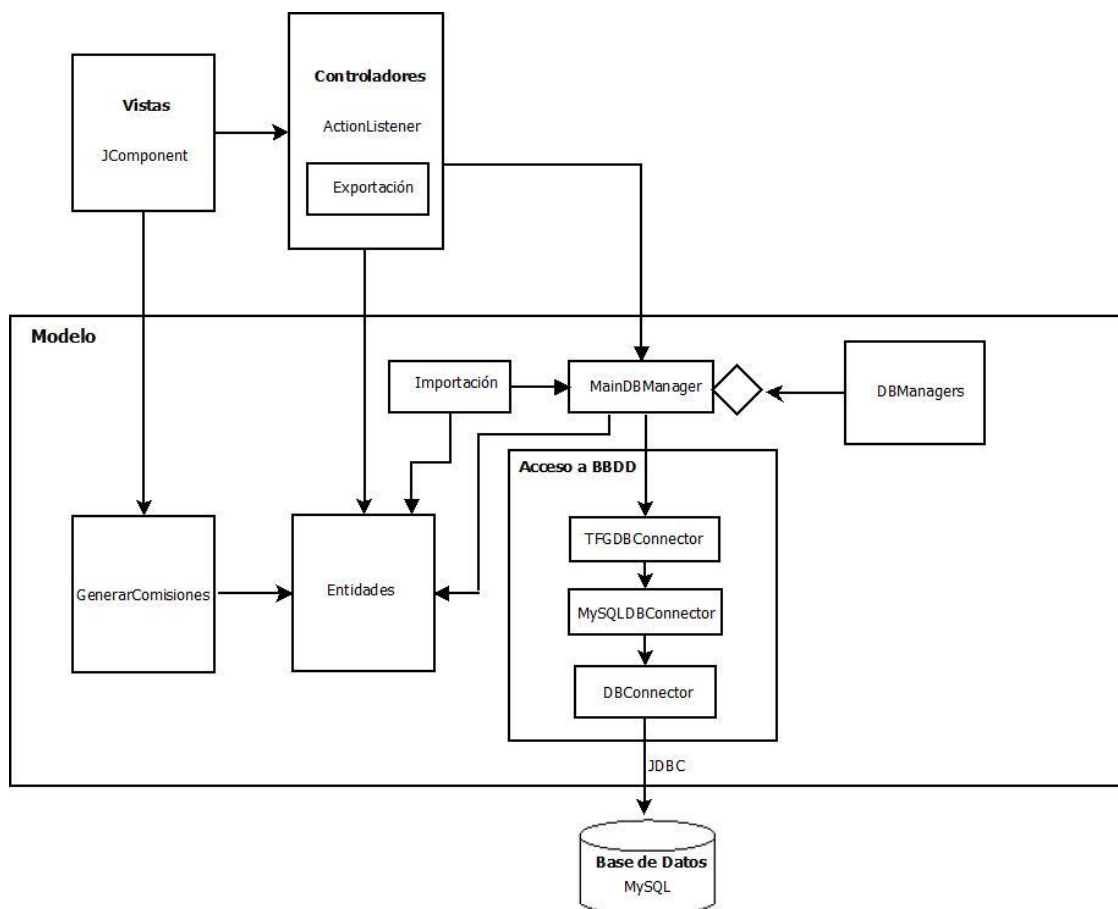 Controladores
ActionListener
Exportación
Vistas
JComponent
Modelo
Importación
MainDBManager
DBManagers
Acceso a BBDD
TFGDBConnector
GenerarComisiones
Entidades
MySQLDBConnector
DBConnector
JDBC
Base de Datos
MySQL